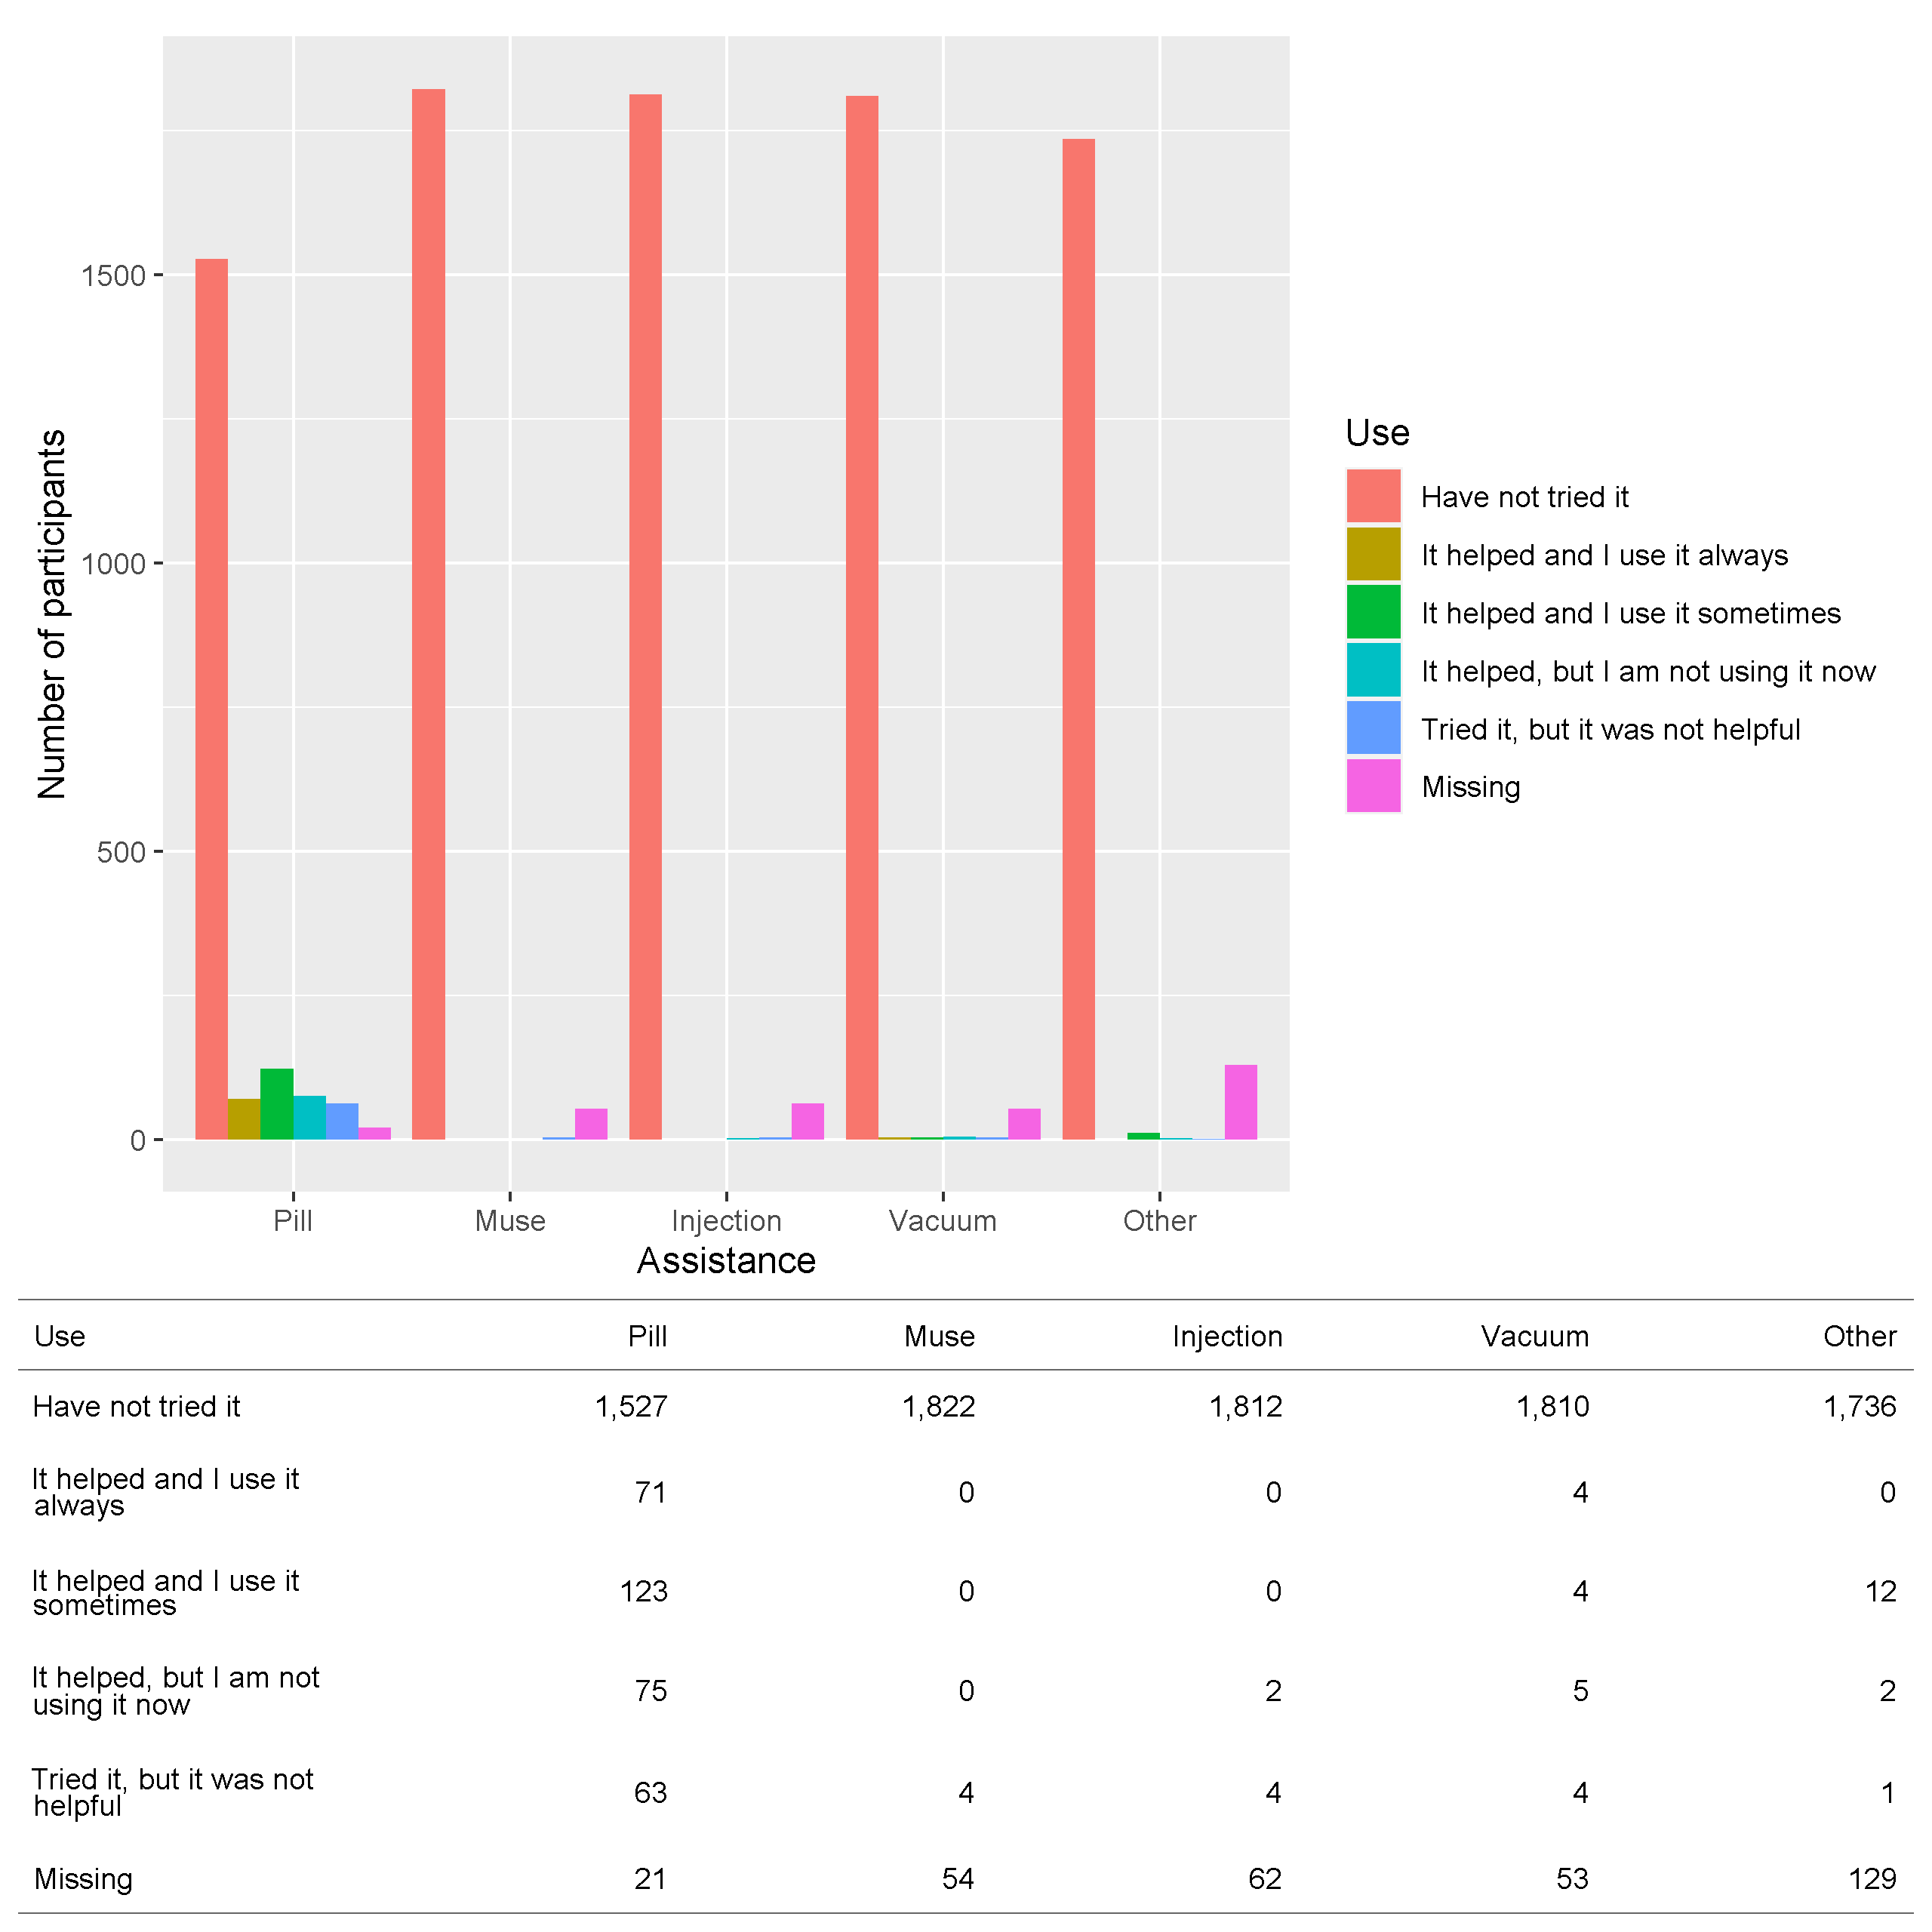 1500
1000
500
0
Number of participants
Pill Muse Injection Vacuum Other
Assistance
Use
Have not tried it
It helped and I use it always
It helped and I use it sometimes
It helped, but I am not using it now
Tried it, but it was not helpful
Missing
Use Pill Muse Injection Vacuum Other
Have not tried it 1,527 1,822 1,812 1,810 1,736
It helped and I use it
always 71 0 0 4 0
It helped and I use it
sometimes 123 0 0 4 12
It helped, but I am not
using it now 75 0 2 5 2
Tried it, but it was not
helpful 63 4 4 4 1
Missing 21 54 62 53 129